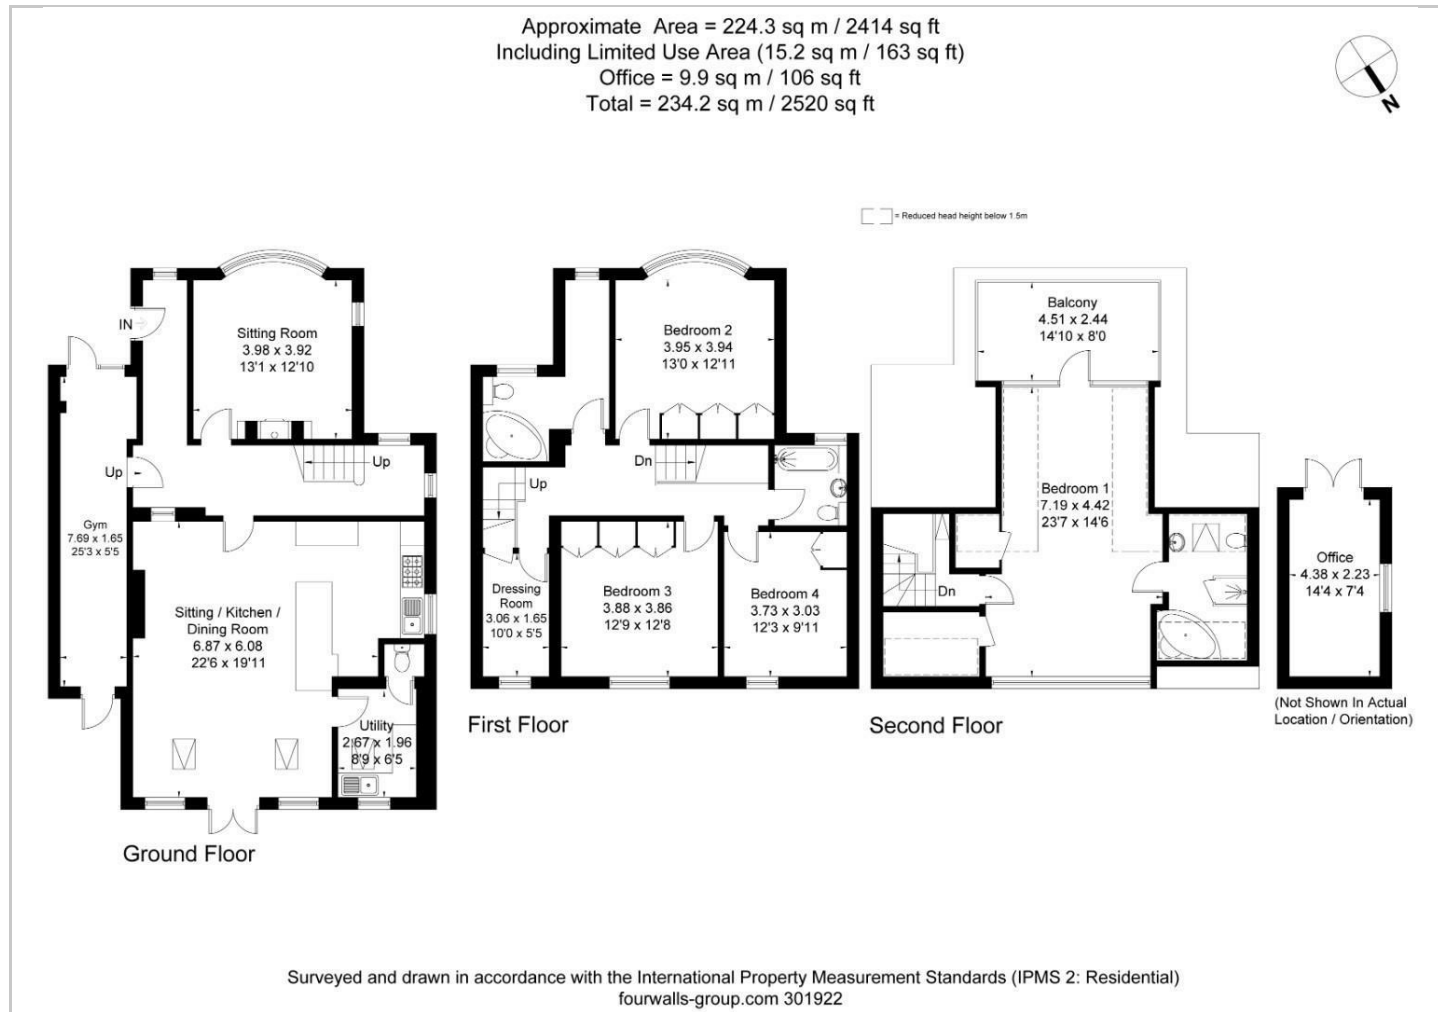 Approximate Area = 224.3 sq m / 2414 sq ft
Including Limited Use Area (15.2 sq m / 163 sq ft)
Office = 9.9 sq m / 106 sq ft
Total = 234.2 sq m / 2520 sq ft
N
= Reduced head height below 1.5m
IN
Sitting Room
3.98 x 3.92
13'1 x 12'10
Up
Up
Gym
7.69 x 1.65
25'3 x 5'5
Sitting / Kitchen /
Dining Room
6.87 x 6.08
22'6 x 19'11
Utility
2.67 x 1.96
8'9 x 6'5
Ground Floor
Bedroom 2
3.95 x 3.94
13'0 x 12'11
Dn
Up
Dressing
Room
3.06 x 1.65
10'0 x 5'5
Bedroom 3
3.88 x 3.86
12'9 x 12'8
Bedroom 4
3.73 x 3.03
12'3 x 9'11
First Floor
Balcony
4.51 x 2.44
14'10 x 8'0
Bedroom 1
7.19 x 4.42
23'7 x 14'6
Dn
Second Floor
Office
4.38 x 2.23
14'4 x 7'4
(Not Shown In Actual
Location / Orientation)
Surveyed and drawn in accordance with the International Property Measurement Standards (IPMS 2: Residential)
fourwalls-group.com 301922